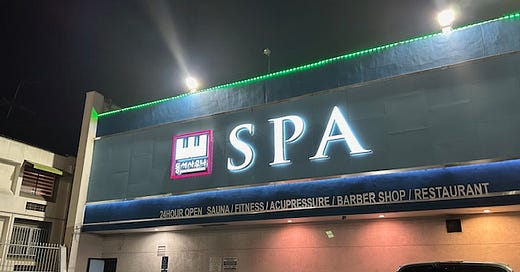 SPA
24HOUR OPEN SAUNA / FITNESS / ACUPRESSURE / BARBER SHOP / RESTAURANT